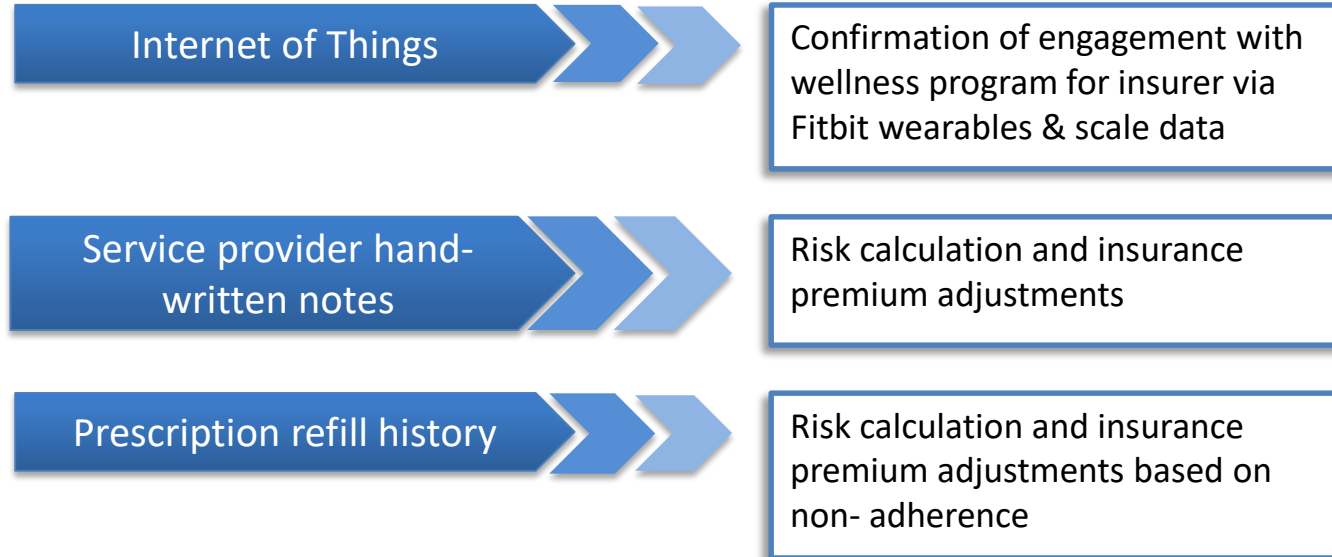 Internet of Things
Confirmation of engagement with
wellness program for insurer via
Fitbit wearables & scale data
Service provider hand-
written notes
Risk calculation and insurance
premium adjustments
Prescription refill history
Risk calculation and insurance
premium adjustments based on
non- adherence